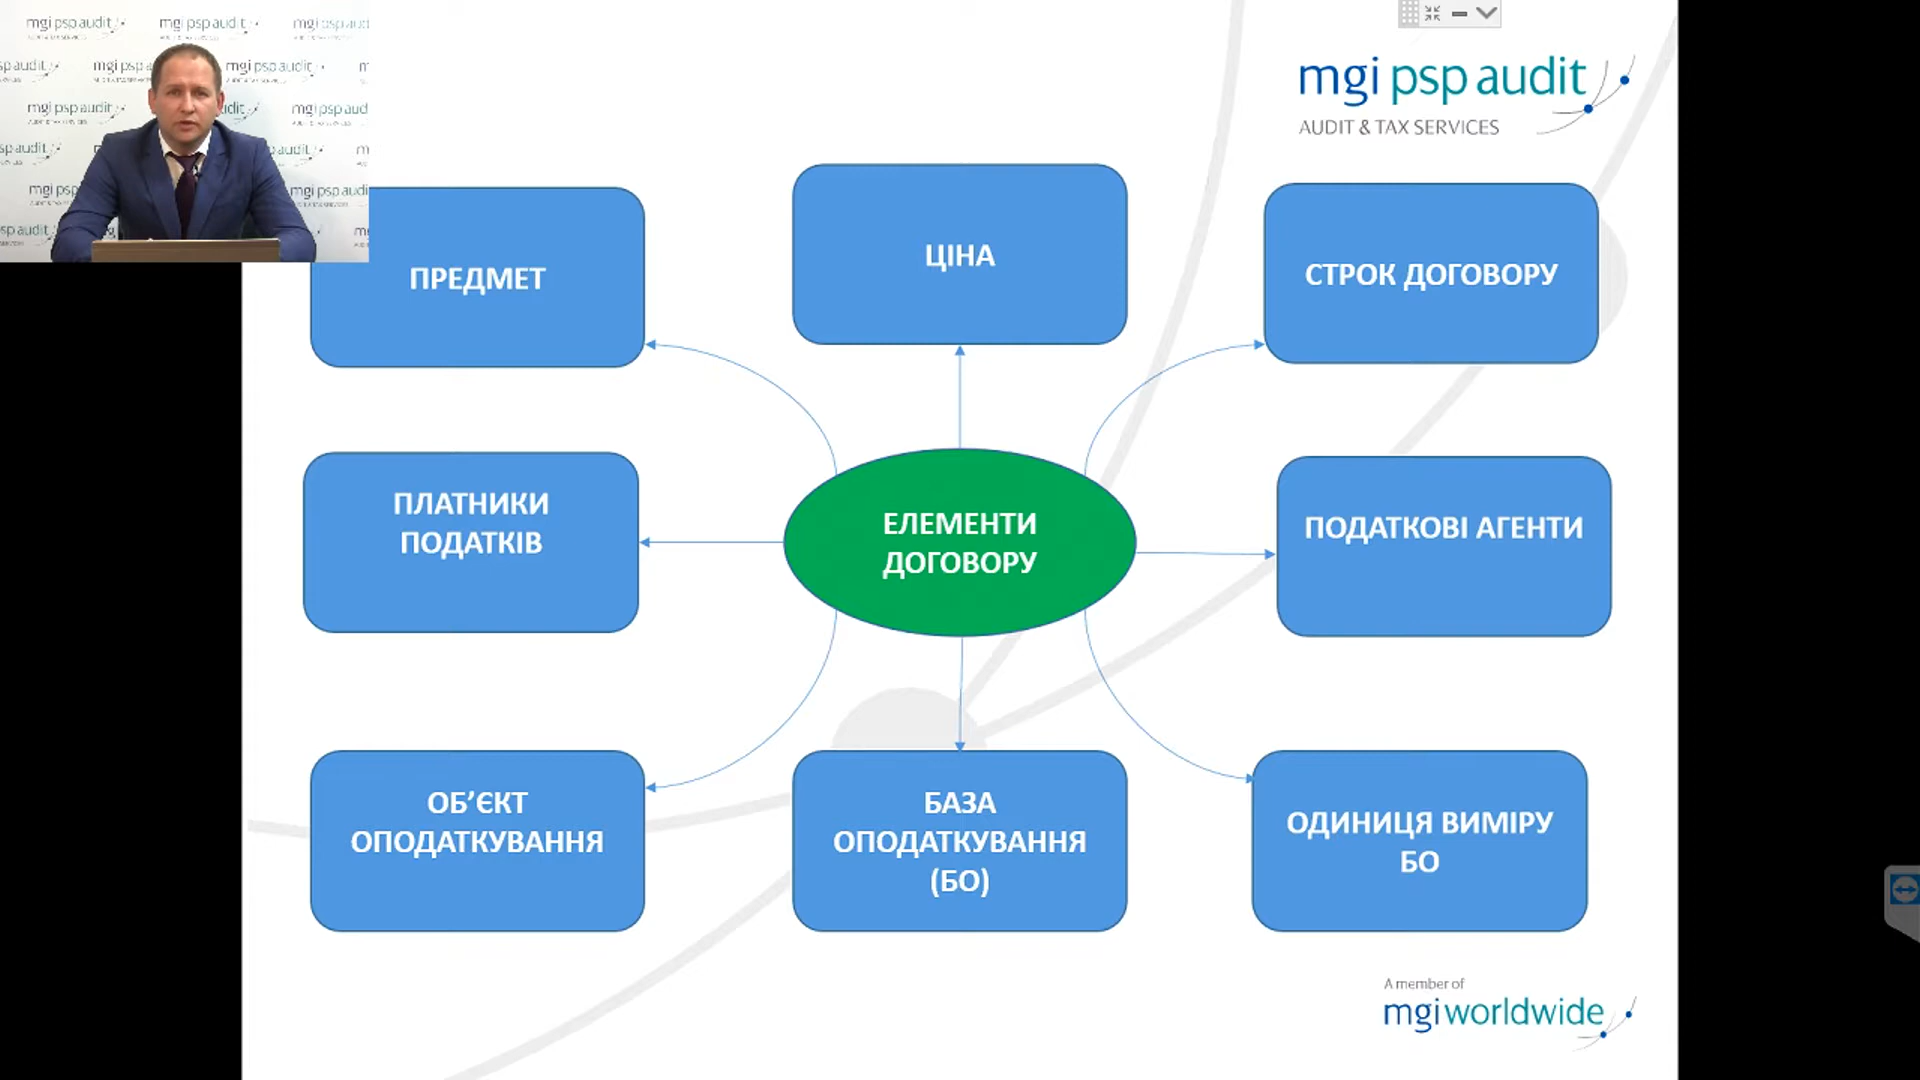 mgi psp audit
AUDIT & TAX SERVICES
ПРЕДМЕТ
ЦІНА
СТРОК ДОГОВОРУ
ПЛАТНИКИ
ПОДАТКІВ
ЕЛЕМЕНТИ
ДОГОВОРУ
ПОДАТКОВІ АГЕНТИ
ОБ’ЄКТ
ОПОДАТКУВАННЯ
БАЗА
ОПОДАТКУВАННЯ
(БО)
ОДИНИЦЯ ВИМІРУ
БО
A member of
mgiworldwide